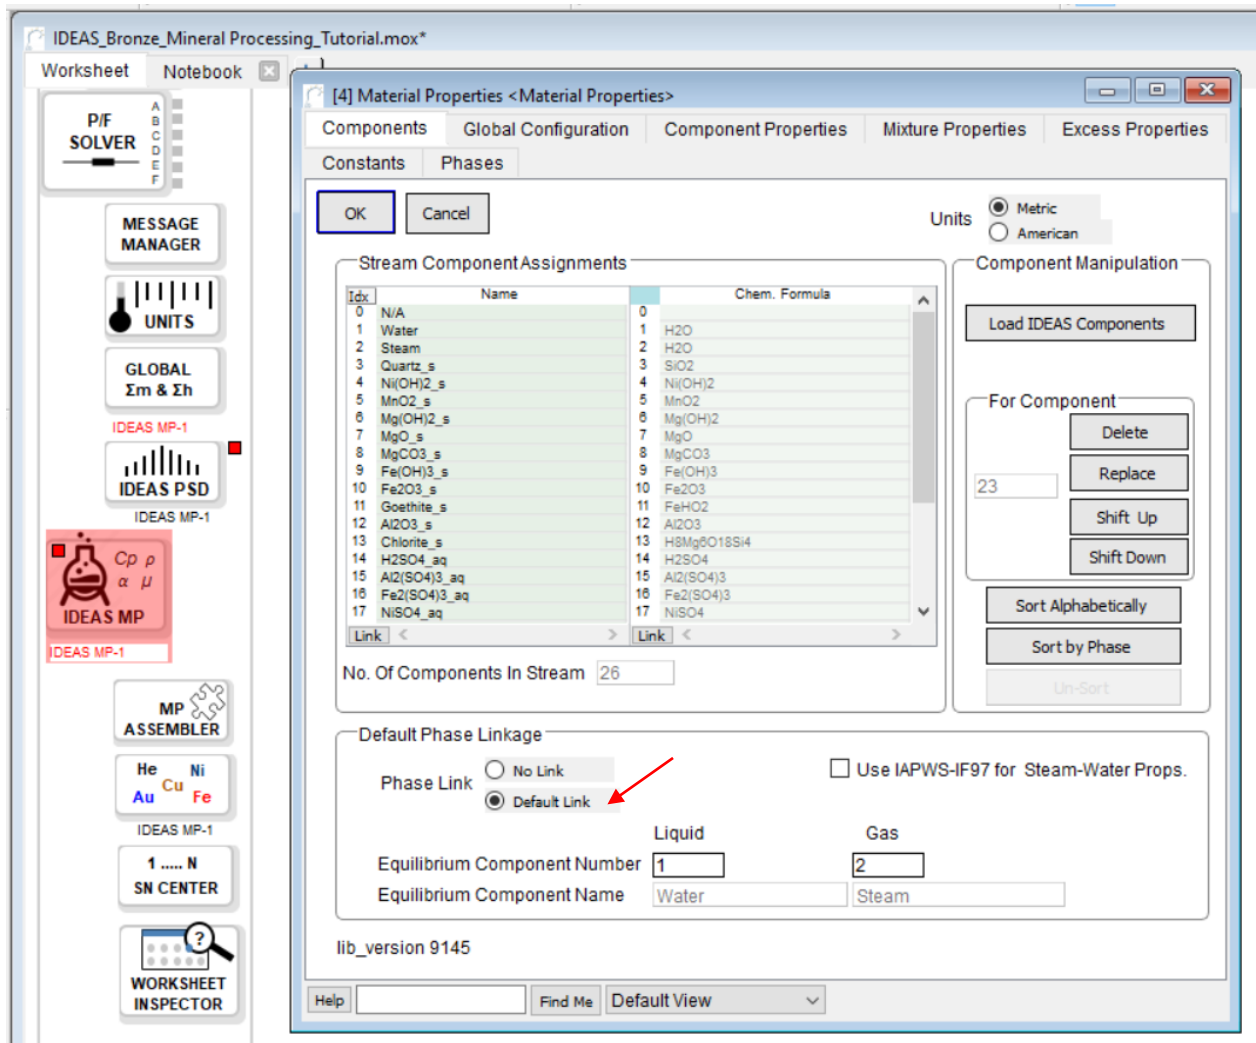 IDEAS_Bronze_Mineral Processing_Tutorial.mox*
Worksheet Notebook
P/F SOLVER
A
B
C
D
E
F
MESSAGE MANAGER
UNITS
GLOBAL
Σm & Σh
IDEAS MP-1
IDEAS PSD
IDEAS MP-1
Cp ρ
α μ
IDEAS MP
IDEAS MP-1
MP ASSEMBLER
He Ni
Cu
Au Fe
IDEAS MP-1
1 ..... N
SN CENTER
?
WORKSHEET INSPECTOR
[4] Material Properties <Material Properties>
Components Global Configuration Component Properties Mixture Properties Excess Properties
Constants Phases
OK Cancel
Units Metric
American
Stream Component Assignments
Idx Name Chem. Formula
0 N/A 0
1 Water 1 H2O
2 Steam 2 H2O
3 Quartz_s 3 SiO2
4 Ni(OH)2_s 4 Ni(OH)2
5 MnO2_s 5 MnO2
6 Mg(OH)2_s 6 Mg(OH)2
7 MgO_s 7 MgO
8 MgCO3_s 8 MgCO3
9 Fe(OH)3_s 9 Fe(OH)3
10 Fe2O3_s 10 Fe2O3
11 Goethite_s 11 FeHO2
12 Al2O3_s 12 Al2O3
13 Chlorite_s 13 H8Mg6O18Si4
14 H2SO4_aq 14 H2SO4
15 Al2(SO4)3_aq 15 Al2(SO4)3
16 Fe2(SO4)3_aq 16 Fe2(SO4)3
17 NiSO4_aq 17 NiSO4
Link Link
No. Of Components In Stream 26
Component Manipulation
Load IDEAS Components
For Component
23
Delete
Replace
Shift Up
Shift Down
Sort Alphabetically
Sort by Phase
Un-Sort
Default Phase Linkage
Phase Link No Link
Default Link
Use IAPWS-IF97 for Steam-Water Props.
Liquid Gas
Equilibrium Component Number 1 2
Equilibrium Component Name Water Steam
lib_version 9145
Help Find Me Default View